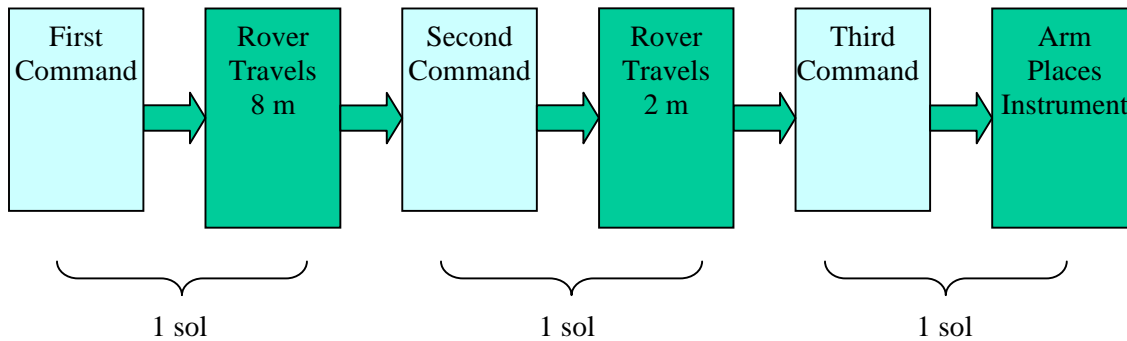 First
Command
Rover
Travels
8 m
Second
Command
Rover
Travels
2 m
Third
Command
Arm
Places
Instrument
1 sol
1 sol
1 sol